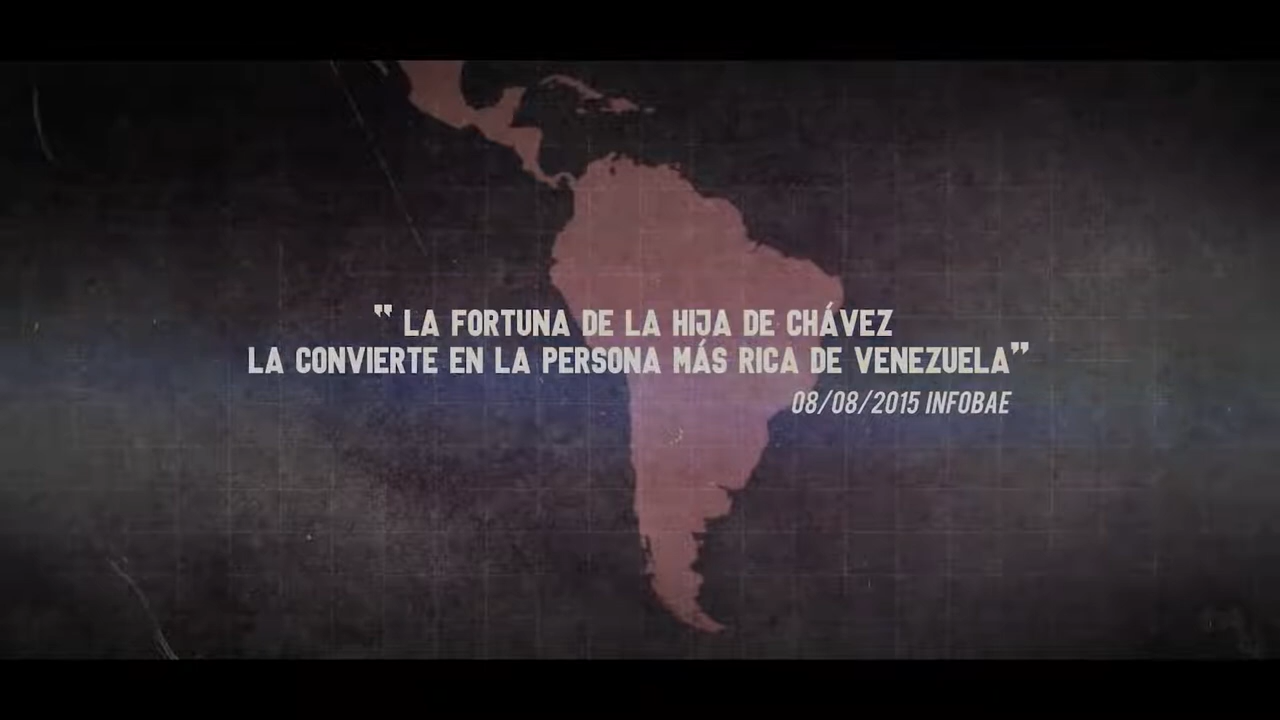 " LA FORTUNA DE LA HIJA DE CHÁVEZ
LA CONVIERTE EN LA PERSONA MÁS RICA DE VENEZUELA"
08/08/2015 INFOBAE